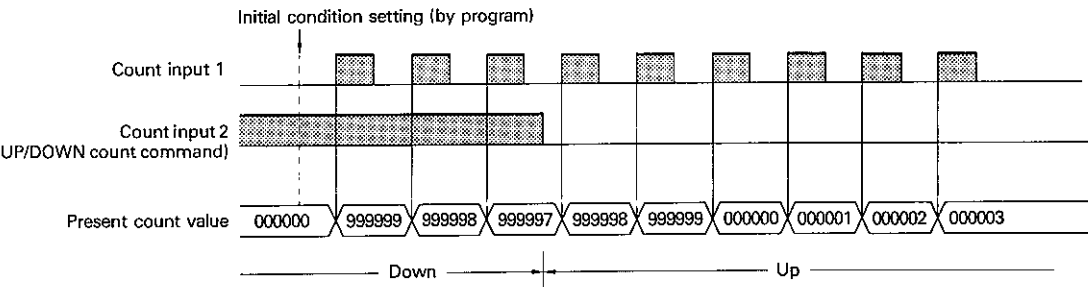 Initial condition setting (by program)
Count input 1
Count input 2
UP/DOWN count command)
Present count value
000000 999999 999998 999997 999998 999999 000000 000001 000002 000003
Down Up